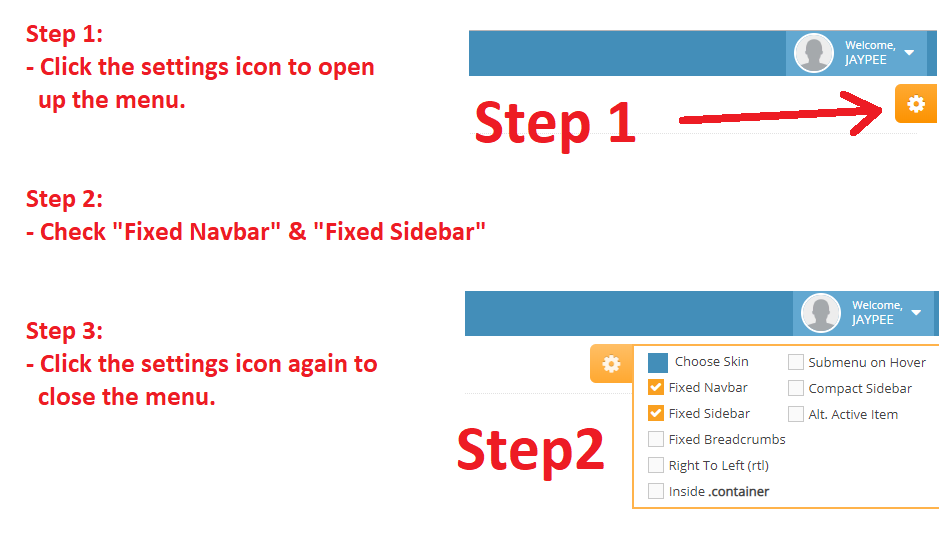 Step 1:
- Click the settings icon to open
up the menu.
Welcome,
JAYPEE
Step 1
Step 2:
- Check "Fixed Navbar" & "Fixed Sidebar"
Step 3:
- Click the settings icon again to
close the menu.
Welcome,
JAYPEE
Choose Skin
Submenu on Hover
Fixed Navbar
Compact Sidebar
Fixed Sidebar
Alt. Active Item
Fixed Breadcrumbs
Right To Left (rtl)
Inside .container
Step2